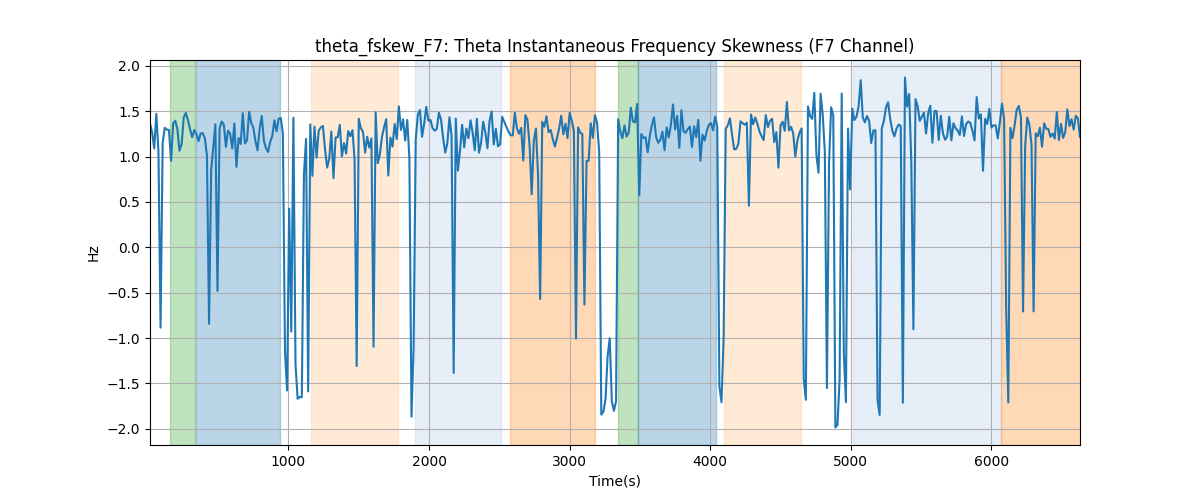 theta_fskew_F7: Theta Instantaneous Frequency Skewness (F7 Channel)
2.0
1.5
1.0
0.5
0.0
−0.5
−1.0
−1.5
−2.0
Hz
1000 2000 3000 4000 5000 6000
Time(s)